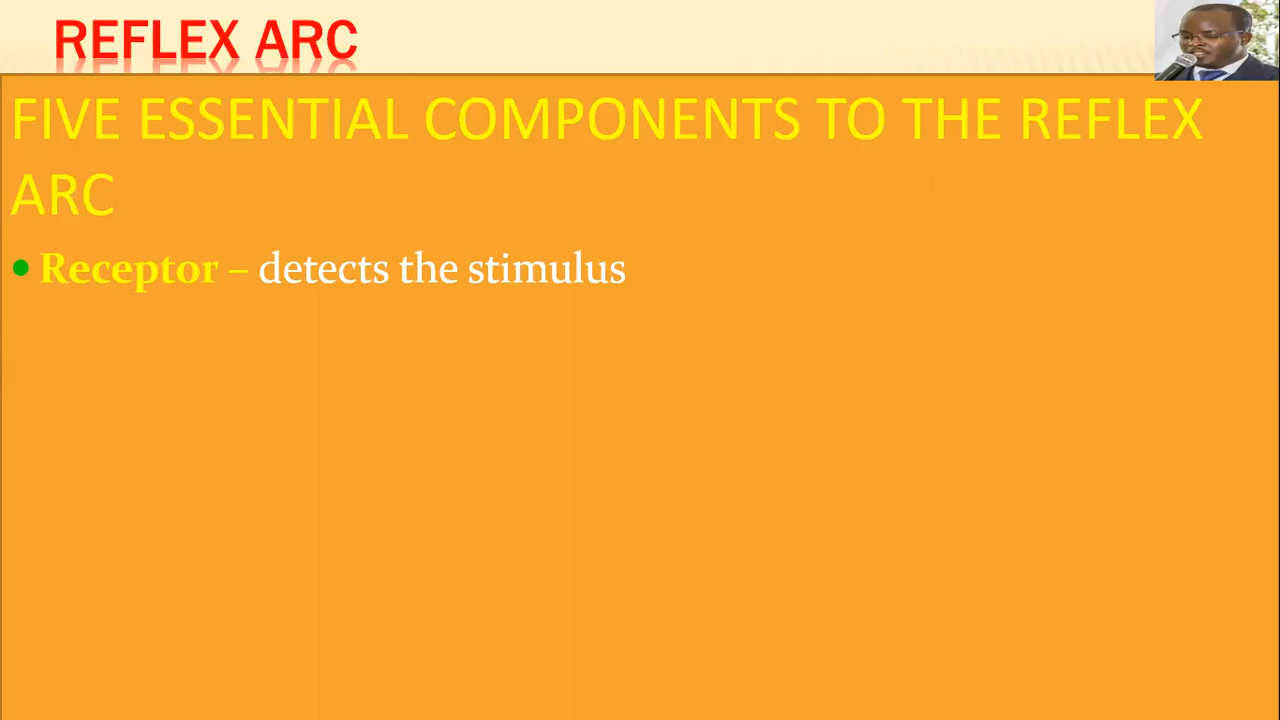 REFLEX ARC
FIVE ESSENTIAL COMPONENTS TO THE REFLEX
ARC
• Receptor – detects the stimulus